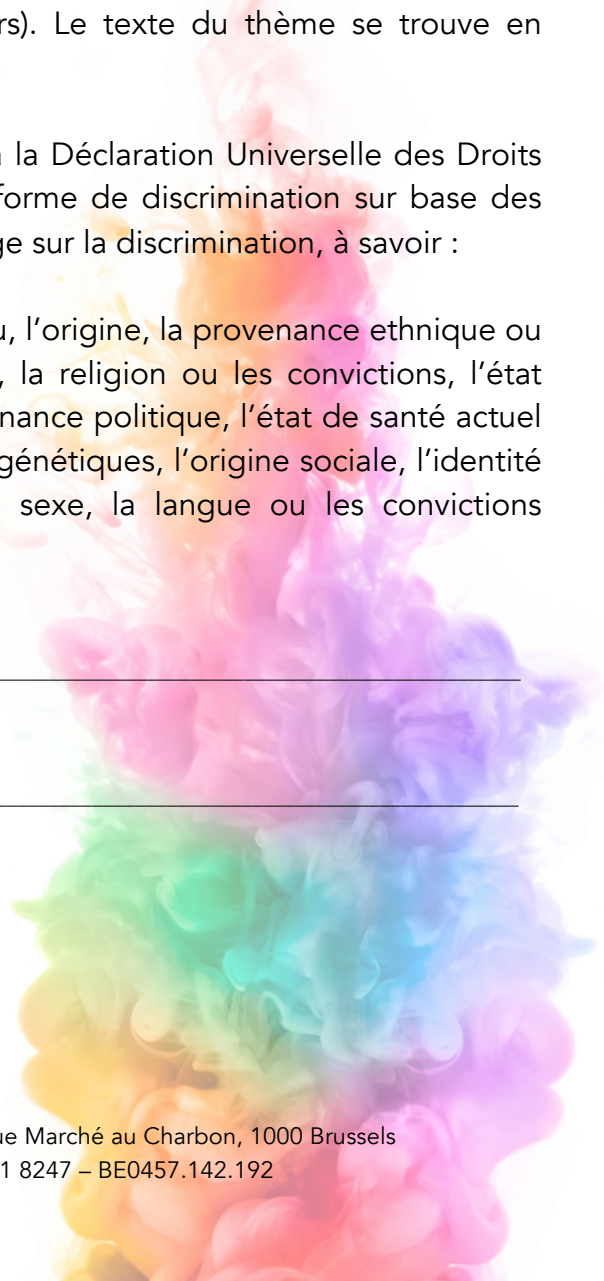 rs). Le texte du thème se trouve en
la Déclaration Universelle des Droits
forme de discrimination sur base des
ge sur la discrimination, à savoir :
u, l’origine, la provenance ethnique ou
, la religion ou les convictions, l’état
nance politique, l’état de santé actuel
génétiques, l’origine sociale, l’identité
sexe, la langue ou les convictions
ue Marché au Charbon, 1000 Brussels
1 8247 – BE0457.142.192